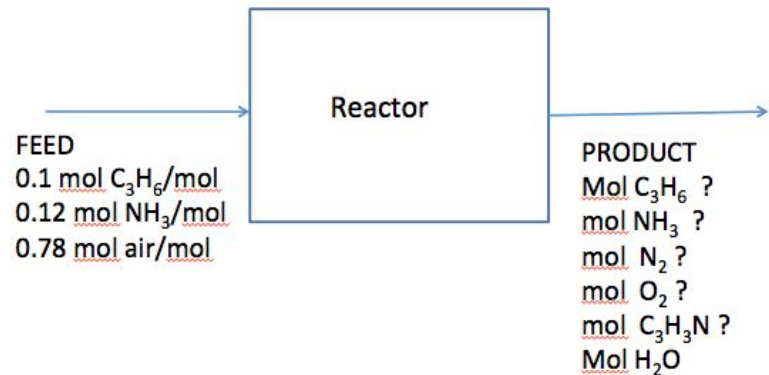 Reactor
FEED
0.1 mol C₃H₆/mol
0.12 mol NH₃/mol
0.78 mol air/mol
PRODUCT
Mol C₃H₆ ?
mol NH₃ ?
mol N₂ ?
mol O₂ ?
mol C₃H₃N ?
Mol H₂O